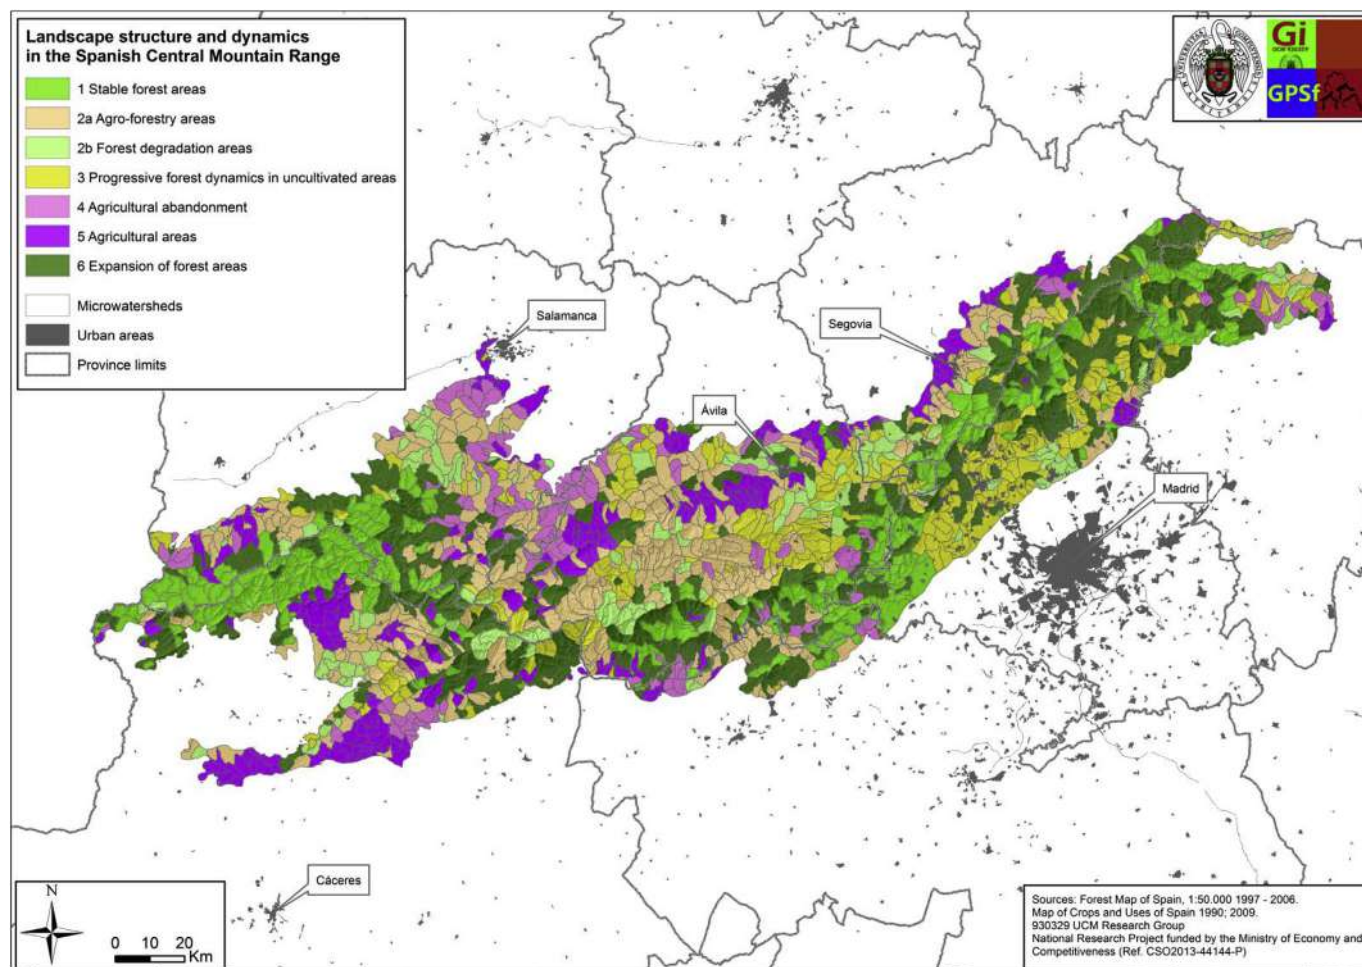 Landscape structure and dynamics
in the Spanish Central Mountain Range
1 Stable forest areas
2a Agro-forestry areas
2b Forest degradation areas
3 Progressive forest dynamics in uncultivated areas
4 Agricultural abandonment
5 Agricultural areas
6 Expansion of forest areas
Microwatersheds
Urban areas
Province limits
Gi
GPSf
Salamanca
Segovia
Ávila
Madrid
Cáceres
N
0 10 20
Km
Sources: Forest Map of Spain, 1:50.000 1997 - 2006.
Map of Crops and Uses of Spain 1990; 2009.
930329 UCM Research Group
National Research Project funded by the Ministry of Economy and
Competitiveness (Ref. CSO2013-44144-P)